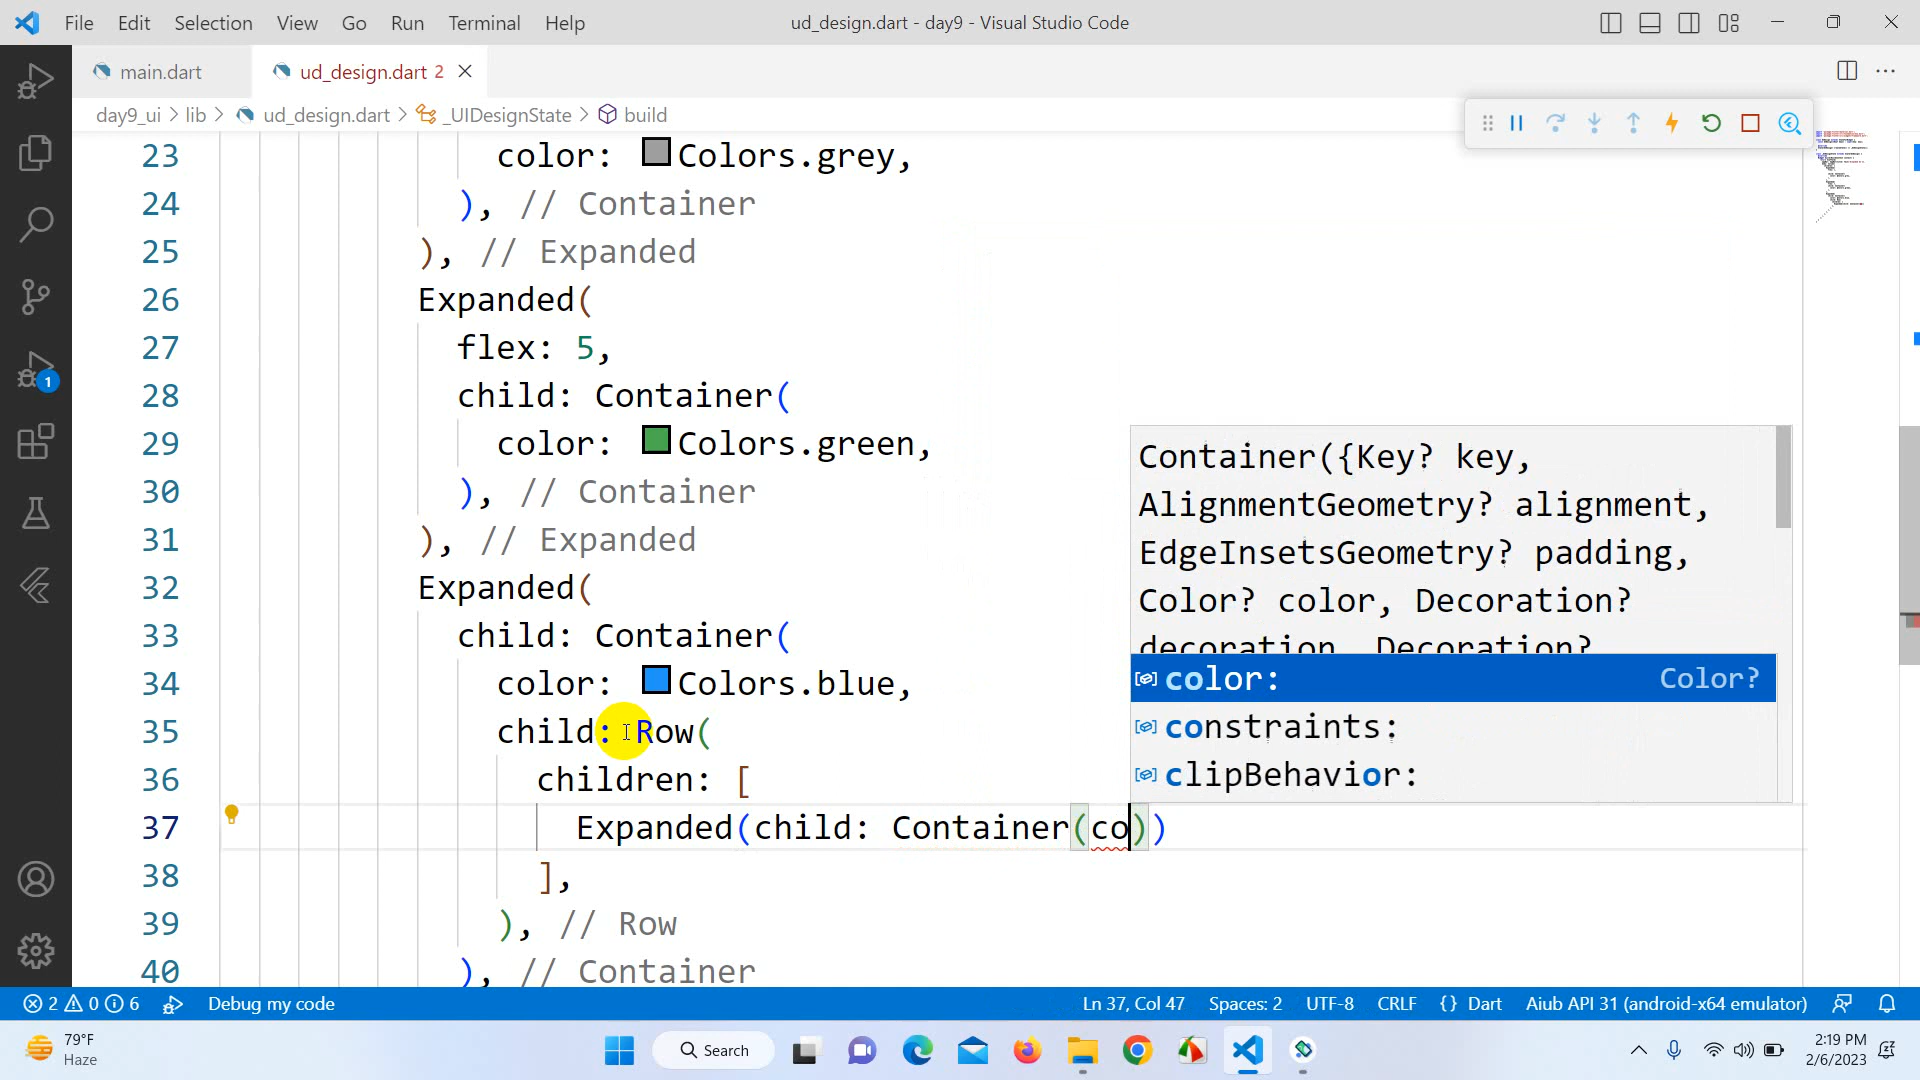 File Edit Selection View Go Run Terminal Help ud_design.dart - day9 - Visual Studio Code
main.dart ud_design.dart 2
day9_ui > lib > ud_design.dart > _UIDesignState > build
23 color: Colors.grey,
24 ), // Container
25 ), // Expanded
26 Expanded(
27 flex: 5,
28 child: Container(
29 color: Colors.green,
30 ), // Container
31 ), // Expanded
32 Expanded(
33 child: Container(
34 color: Colors.blue,
35 child: Row(
36 children: [
37 Expanded(child: Container(co))
38 ],
39 ), // Row
40 ), // Container
Container({Key? key,
AlignmentGeometry? alignment,
EdgeInsetsGeometry? padding,
Color? color, Decoration?
decoration, Decoration?
color: Color?
constraints:
clipBehavior:
1
2 0 6 Debug my code Ln 37, Col 47 Spaces: 2 UTF-8 CRLF {} Dart Aiub API 31 (android-x64 emulator)
79°F
Haze
Search
2:19 PM
2/6/2023